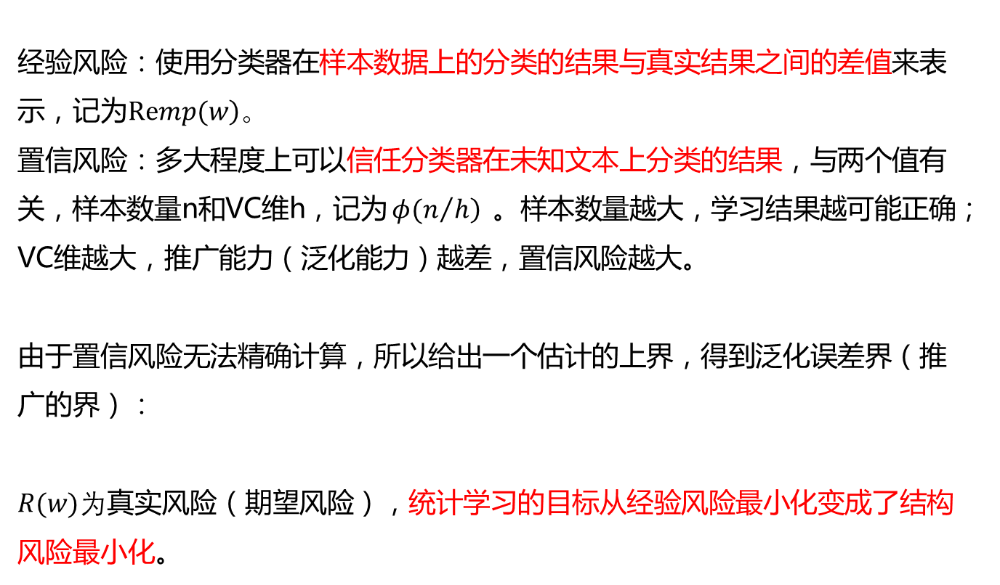 经验风险：使用分类器在样本数据上的分类的结果与真实结果之间的差值来表
示，记为Remp(w)。
置信风险：多大程度上可以信任分类器在未知文本上分类的结果，与两个值有
关，样本数量n和VC维h，记为 ϕ(n/h) 。样本数量越大，学习结果越可能正确；
VC维越大，推广能力（泛化能力）越差，置信风险越大。
由于置信风险无法精确计算，所以给出一个估计的上界，得到泛化误差界（推
广的界）：
R(w)为真实风险（期望风险），统计学习的目标从经验风险最小化变成了结构
风险最小化。